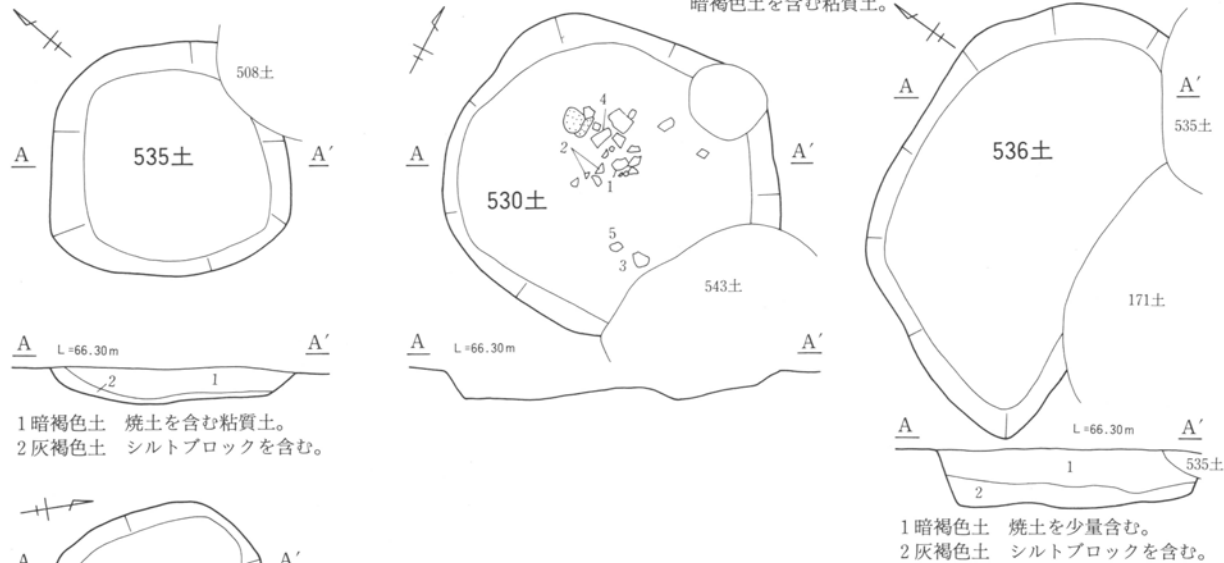 暗褐色土を含む粘質土。
508土
A
535土
A′
A
L=66.30m
A′
2
1
1暗褐色土　焼土を含む粘質土。
2灰褐色土　シルトブロックを含む。
A
A′
4
2
1
A
530土
A′
5
3
543土
A
L=66.30m
A′
A
536土
A′
535土
171土
A
L=66.30m
A′
1
2
535土
1暗褐色土　焼土を少量含む。
2灰褐色土　シルトブロックを含む。